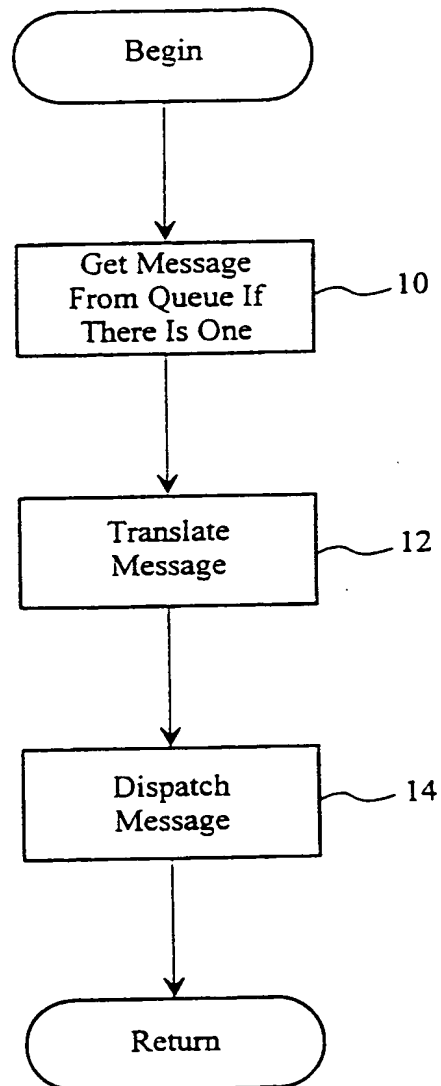 Begin
Get Message
From Queue If
There Is One
10
Translate
Message
12
Dispatch
Message
14
Return